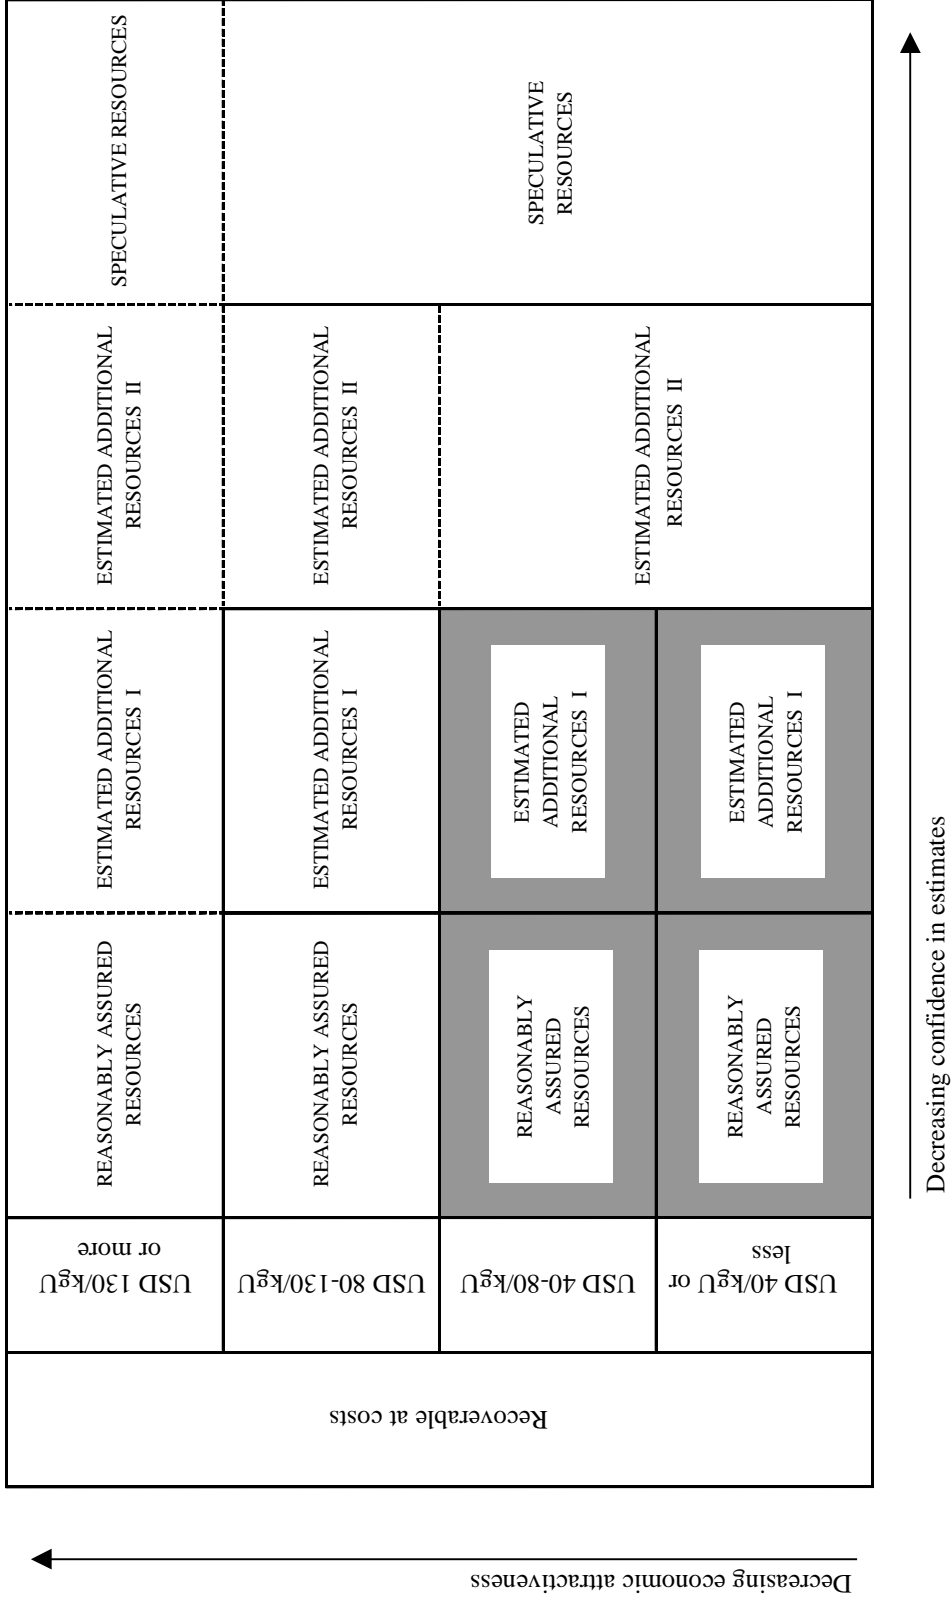 Decreasing economic attractiveness
Recoverable at costs
USD 130/kgU
or more
REASONABLY ASSURED
RESOURCES
ESTIMATED ADDITIONAL
RESOURCES I
ESTIMATED ADDITIONAL
RESOURCES II
SPECULATIVE RESOURCES
USD 80-130/kgU
REASONABLY ASSURED
RESOURCES
ESTIMATED ADDITIONAL
RESOURCES I
ESTIMATED ADDITIONAL
RESOURCES II
SPECULATIVE
RESOURCES
USD 40-80/kgU
REASONABLY
ASSURED
RESOURCES
ESTIMATED
ADDITIONAL
RESOURCES I
ESTIMATED ADDITIONAL
RESOURCES II
USD 40/kgU or
less
REASONABLY
ASSURED
RESOURCES
ESTIMATED
ADDITIONAL
RESOURCES I
Decreasing confidence in estimates